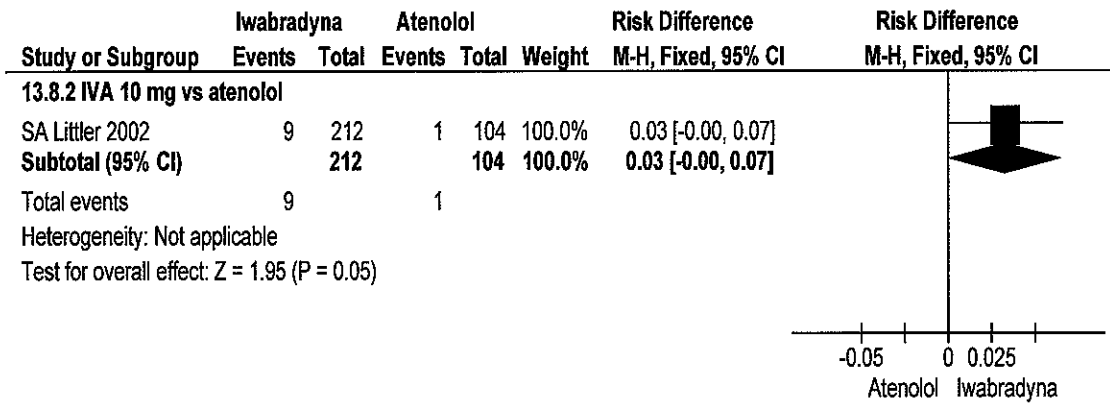 Iwabradyna Atenolol Risk Difference Risk Difference
Study or Subgroup Events Total Events Total Weight M-H, Fixed, 95% CI M-H, Fixed, 95% CI
13.8.2 IVA 10 mg vs atenolol
SA Littler 2002 9 212 1 104 100.0% 0.03 [-0.00, 0.07]
Subtotal (95% CI) 212 104 100.0% 0.03 [-0.00, 0.07]
Total events 9 1
Heterogeneity: Not applicable
Test for overall effect: Z = 1.95 (P = 0.05)
-0.05 0 0.025
Atenolol Iwabradyna